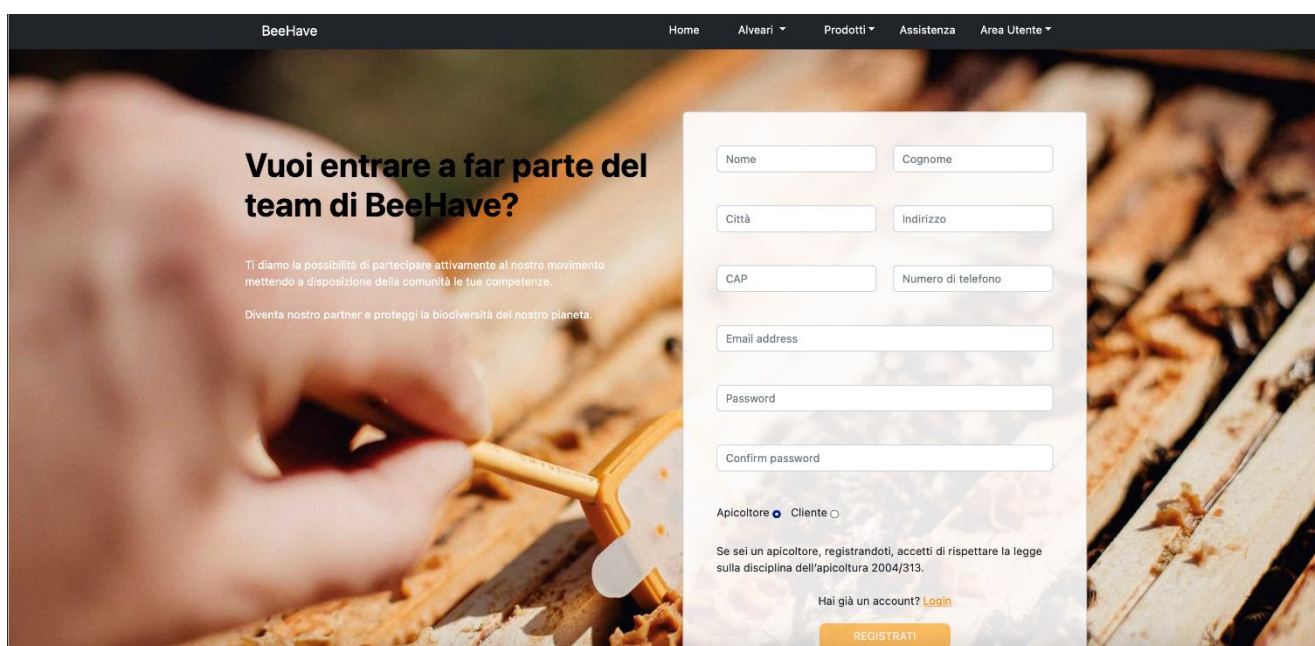 BeeHave
Home Alveari Prodotti Assistenza Area Utente
Vuoi entrare a far parte del
team di BeeHave?
Ti diamo la possibilità di partecipare attivamente al nostro movimento
mettendo a disposizione della comunità le tue competenze.
Diventa nostro partner e proteggi la biodiversità del nostro pianeta.
Nome Cognome
Città Indirizzo
CAP Numero di telefono
Email address
Password
Confirm password
Apicoltore Cliente
Se sei un apicoltore, registrandoti, accetti di rispettare la legge
sulla disciplina dell'apicoltura 2004/313.
Hai già un account? Login
REGISTRATI